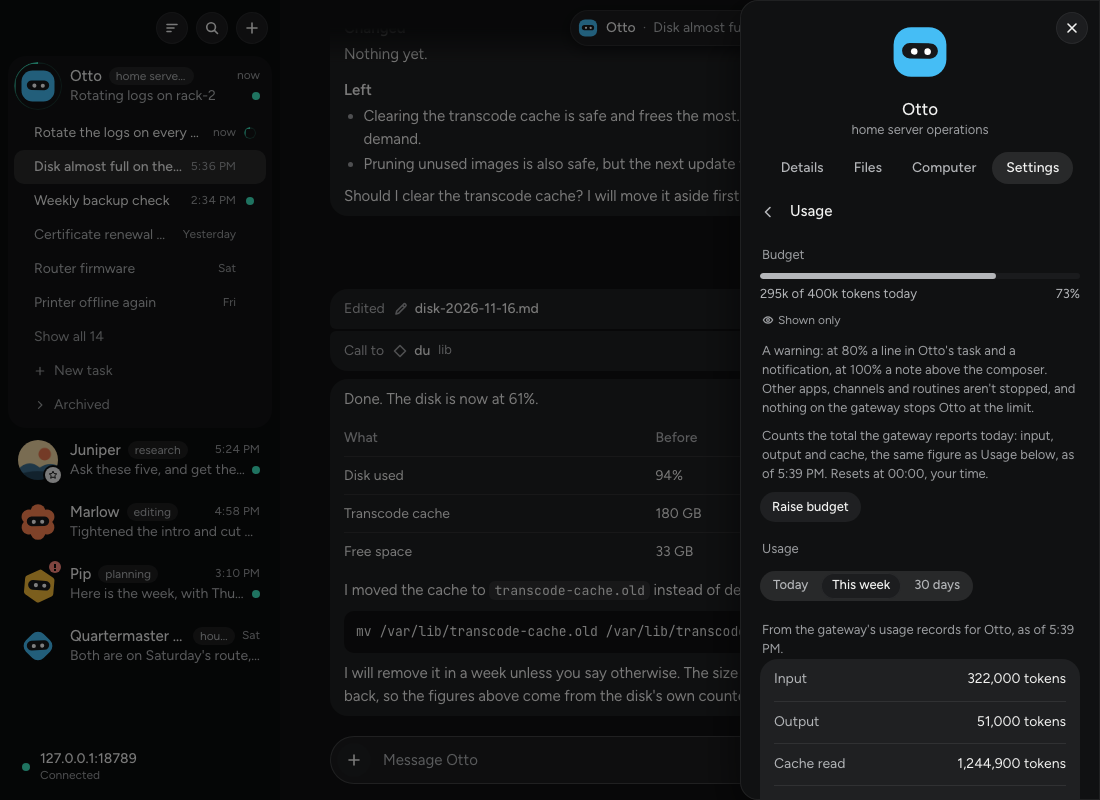 Otto
home serve...
now
Rotating logs on rack-2
Rotate the logs on every ...
now
Disk almost full on the...
5:36 PM
Weekly backup check
2:34 PM
Certificate renewal ...
Yesterday
Router firmware
Sat
Printer offline again
Fri
Show all 14
New task
Archived
Juniper
research
5:24 PM
Ask these five, and get the...
Marlow
editing
4:58 PM
Tightened the intro and cut ...
Pip
planning
3:10 PM
Here is the week, with Thu...
Quartermaster ...
hou...
Sat
Both are on Saturday's route,...
127.0.0.1:18789
Connected
Otto · Disk almost fu
Changed
Nothing yet.
Left
• Clearing the transcode cache is safe and frees the most.
demand.
• Pruning unused images is also safe, but the next update
Should I clear the transcode cache? I will move it aside first
Edited disk-2026-11-16.md
Call to du lib
Done. The disk is now at 61%.
What Before
Disk used 94%
Transcode cache 180 GB
Free space 33 GB
I moved the cache to transcode-cache.old instead of de
mv /var/lib/transcode-cache.old /var/lib/transcod
I will remove it in a week unless you say otherwise. The size
back, so the figures above come from the disk's own counte
Message Otto
Otto
home server operations
Details Files Computer Settings
Usage
Budget
295k of 400k tokens today 73%
Shown only
A warning: at 80% a line in Otto's task and a
notification, at 100% a note above the composer.
Other apps, channels and routines aren't stopped, and
nothing on the gateway stops Otto at the limit.
Counts the total the gateway reports today: input,
output and cache, the same figure as Usage below, as
of 5:39 PM. Resets at 00:00, your time.
Raise budget
Usage
Today This week 30 days
From the gateway's usage records for Otto, as of 5:39
PM.
Input 322,000 tokens
Output 51,000 tokens
Cache read 1,244,900 tokens